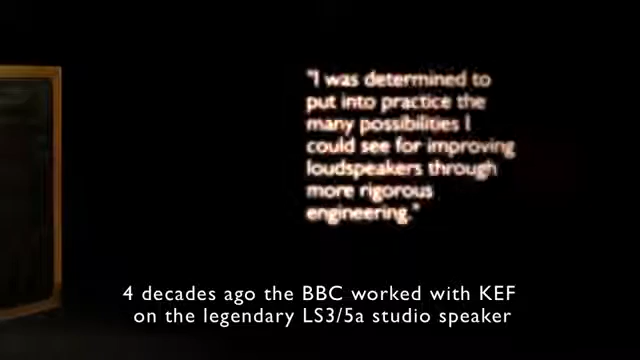 "I was determined to
put into practice the
many possibilities I
could see for improving
loudspeakers through
more rigorous
engineering."
4 decades ago the BBC worked with KEF
on the legendary LS3/5a studio speaker